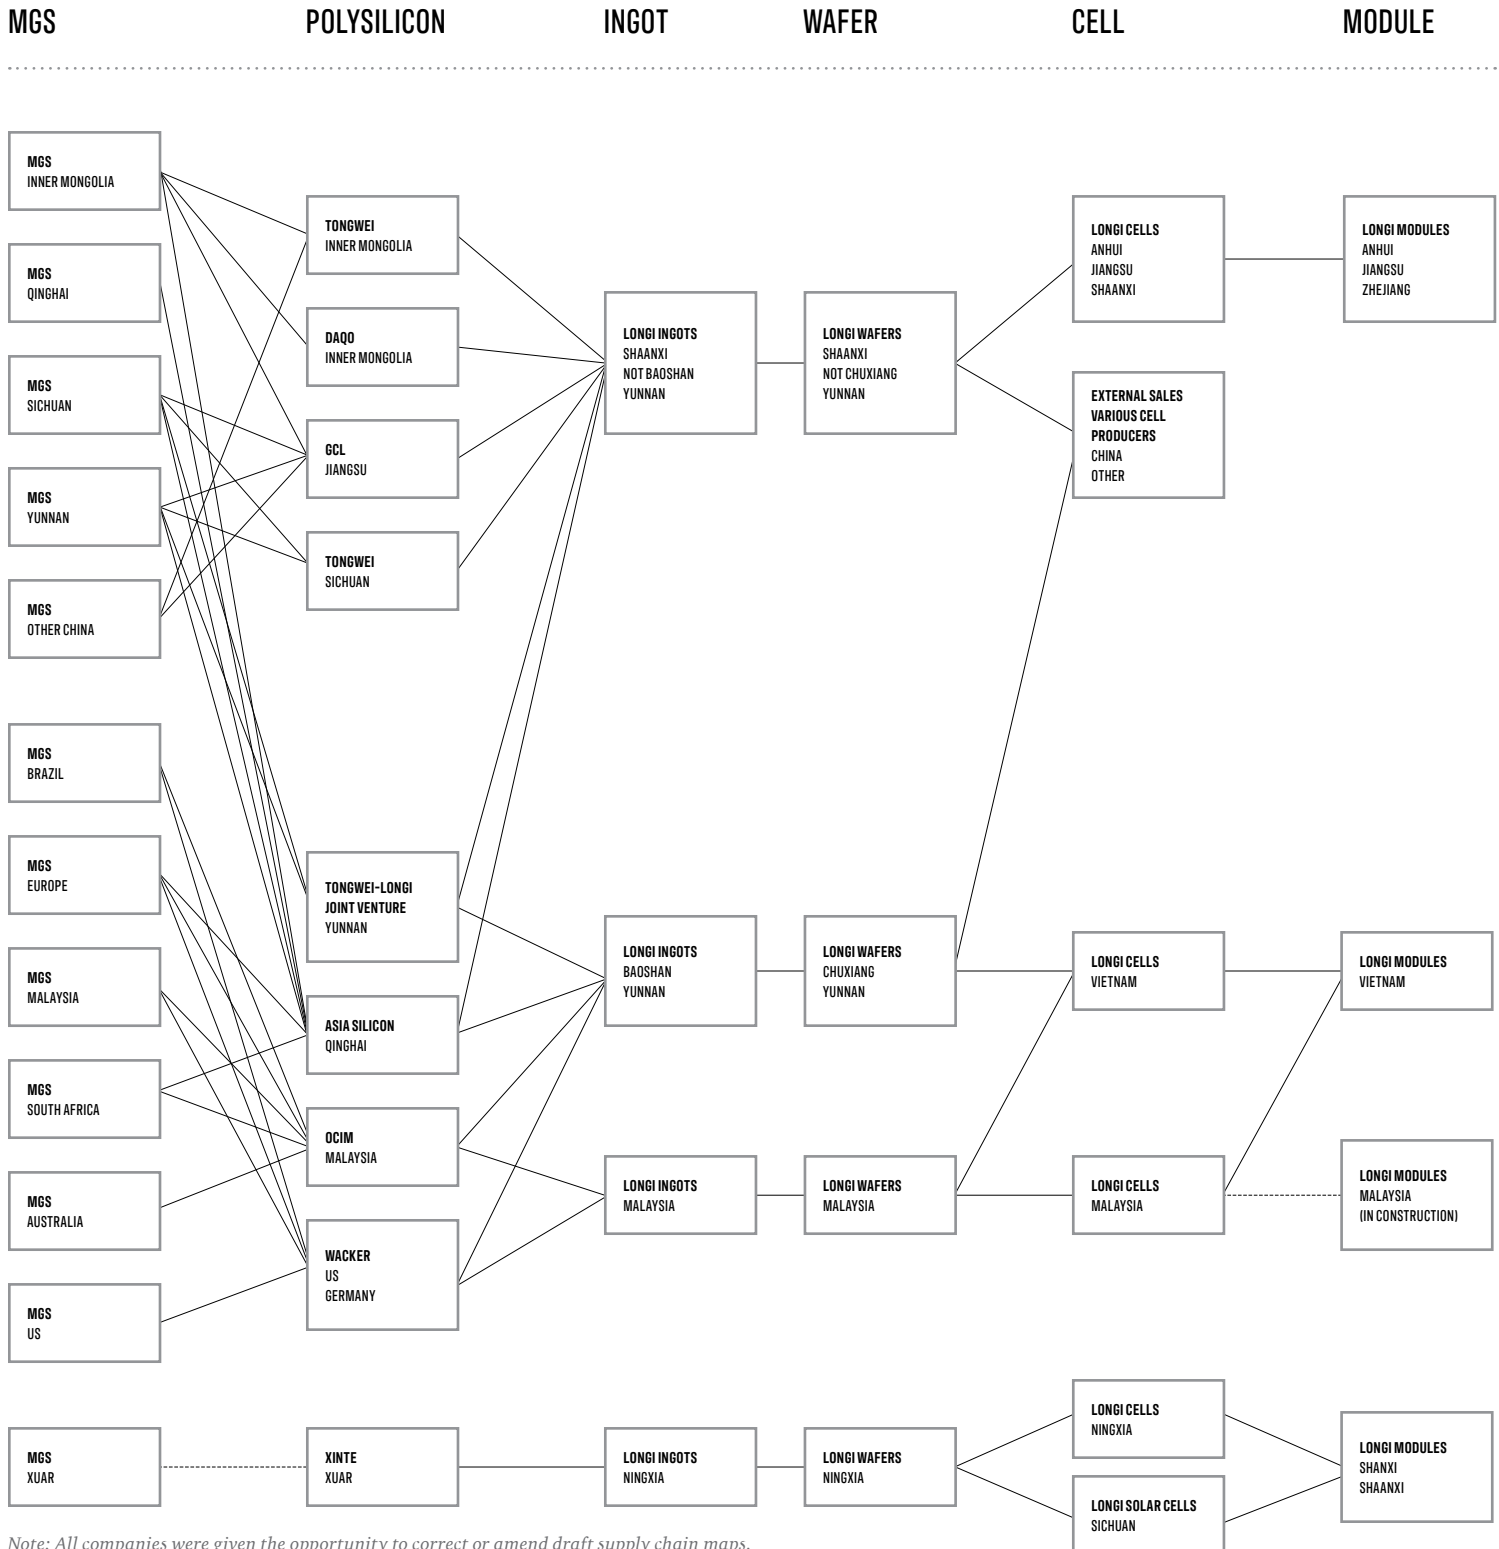 MGS
POLYSILICON
INGOT
WAFER
CELL
MODULE
MGS
INNER MONGOLIA
MGS
QINGHAI
MGS
SICHUAN
MGS
YUNNAN
MGS
OTHER CHINA
MGS
BRAZIL
MGS
EUROPE
MGS
MALAYSIA
MGS
SOUTH AFRICA
MGS
AUSTRALIA
MGS
US
MGS
XUAR
TONGWEI
INNER MONGOLIA
DAQO
INNER MONGOLIA
GCL
JIANGSU
TONGWEI
SICHUAN
TONGWEI-LONGI
JOINT VENTURE
YUNNAN
ASIA SILICON
QINGHAI
OCIM
MALAYSIA
WACKER
US
GERMANY
XINTE
XUAR
LONGI INGOTS
SHAANXI
NOT BAOSHAN
YUNNAN
LONGI INGOTS
BAOSHAN
YUNNAN
LONGI INGOTS
MALAYSIA
LONGI INGOTS
NINGXIA
LONGI WAFERS
SHAANXI
NOT CHUXIANG
YUNNAN
LONGI WAFERS
CHUXIANG
YUNNAN
LONGI WAFERS
MALAYSIA
LONGI WAFERS
NINGXIA
LONGI CELLS
ANHUI
JIANGSU
SHAANXI
EXTERNAL SALES
VARIOUS CELL
PRODUCERS
CHINA
OTHER
LONGI CELLS
VIETNAM
LONGI CELLS
MALAYSIA
LONGI CELLS
NINGXIA
LONGI SOLAR CELLS
SICHUAN
LONGI MODULES
ANHUI
JIANGSU
ZHEJIANG
LONGI MODULES
VIETNAM
LONGI MODULES
MALAYSIA
(IN CONSTRUCTION)
LONGI MODULES
SHANXI
SHAANXI
Note: All companies were given the opportunity to correct or amend draft supply chain maps.